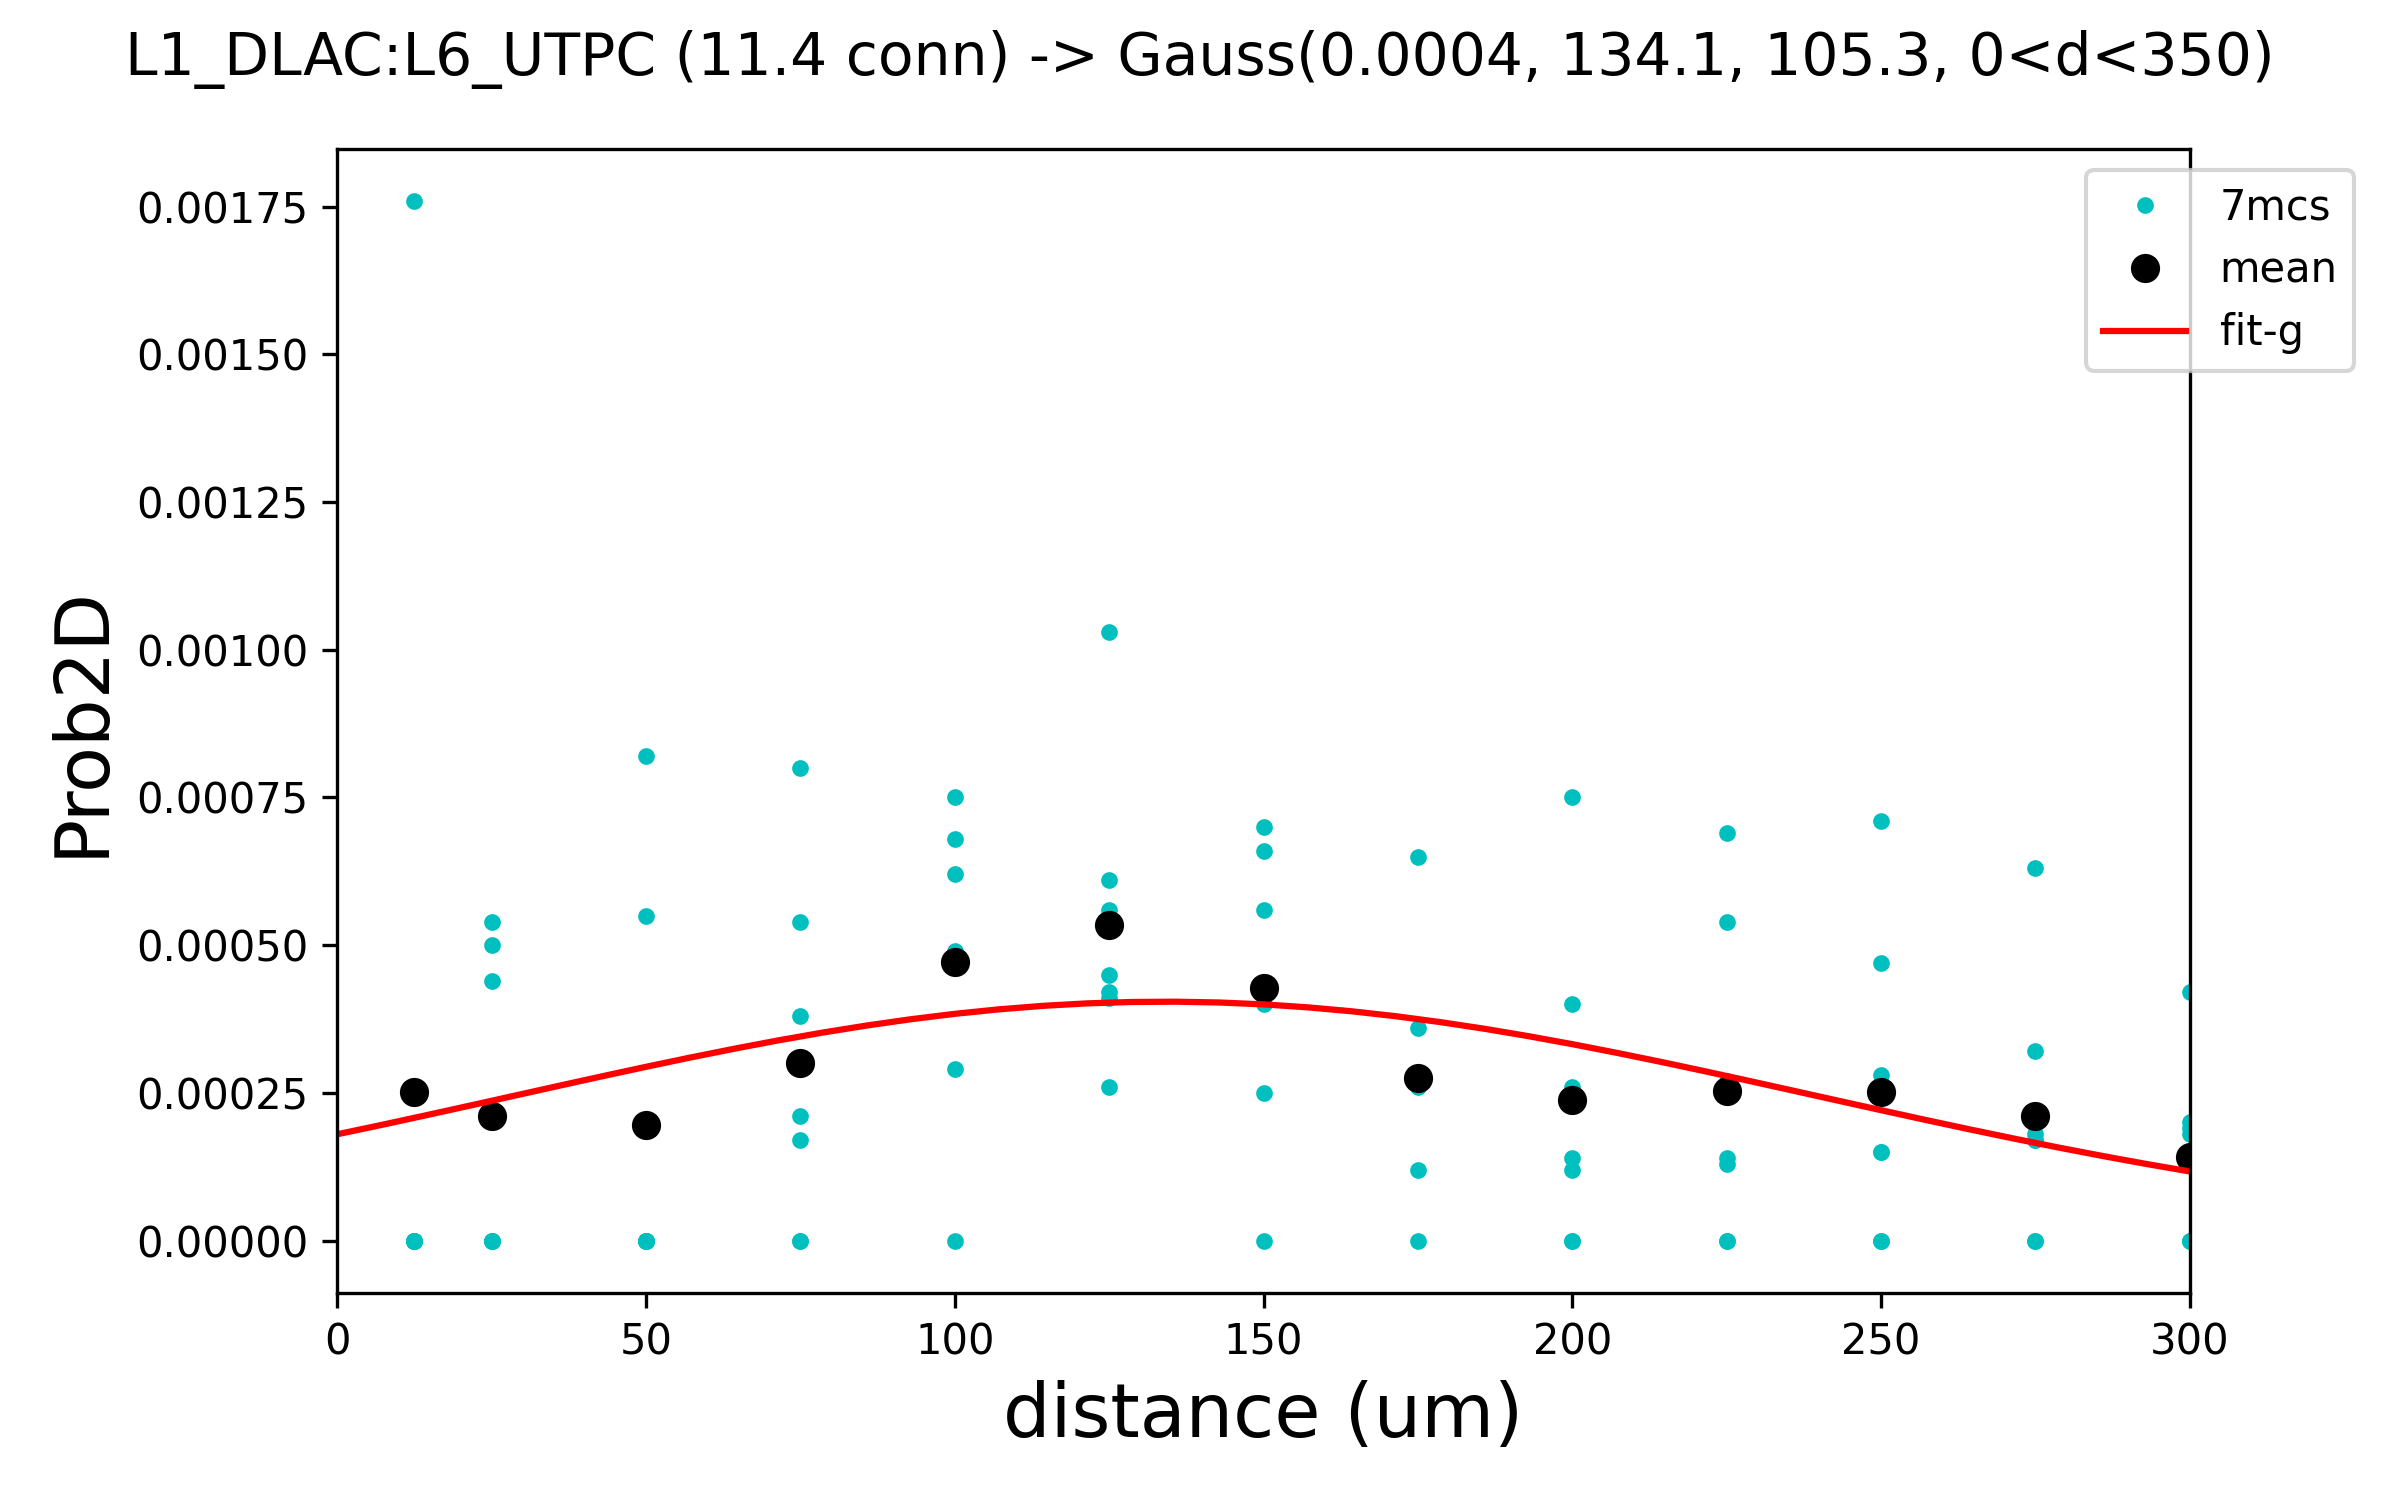 L1_DLAC:L6_UTPC (11.4 conn) -> Gauss(0.0004, 134.1, 105.3, 0<d<350)
7mcs
mean
fit-g
Prob2D
0.00175
0.00150
0.00125
0.00100
0.00075
0.00050
0.00025
0.00000
0 50 100 150 200 250 300
distance (um)